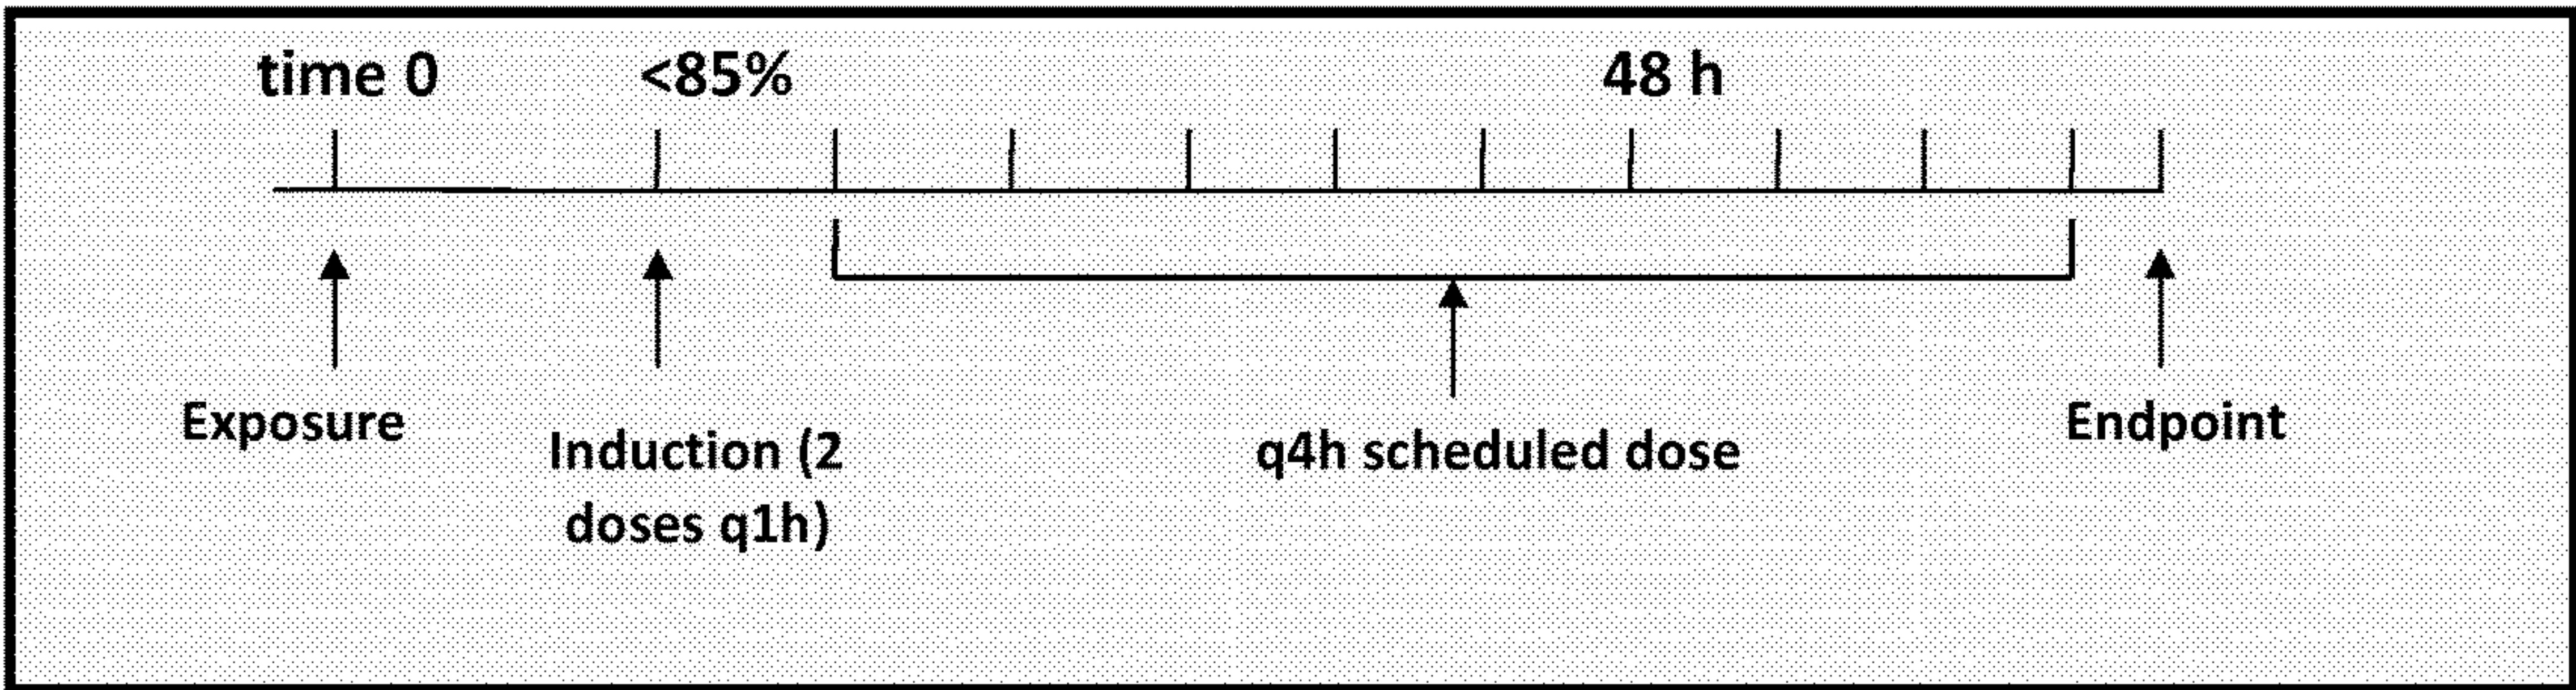 time 0
<85%
48 h
Exposure
Induction (2
doses q1h)
q4h scheduled dose
Endpoint